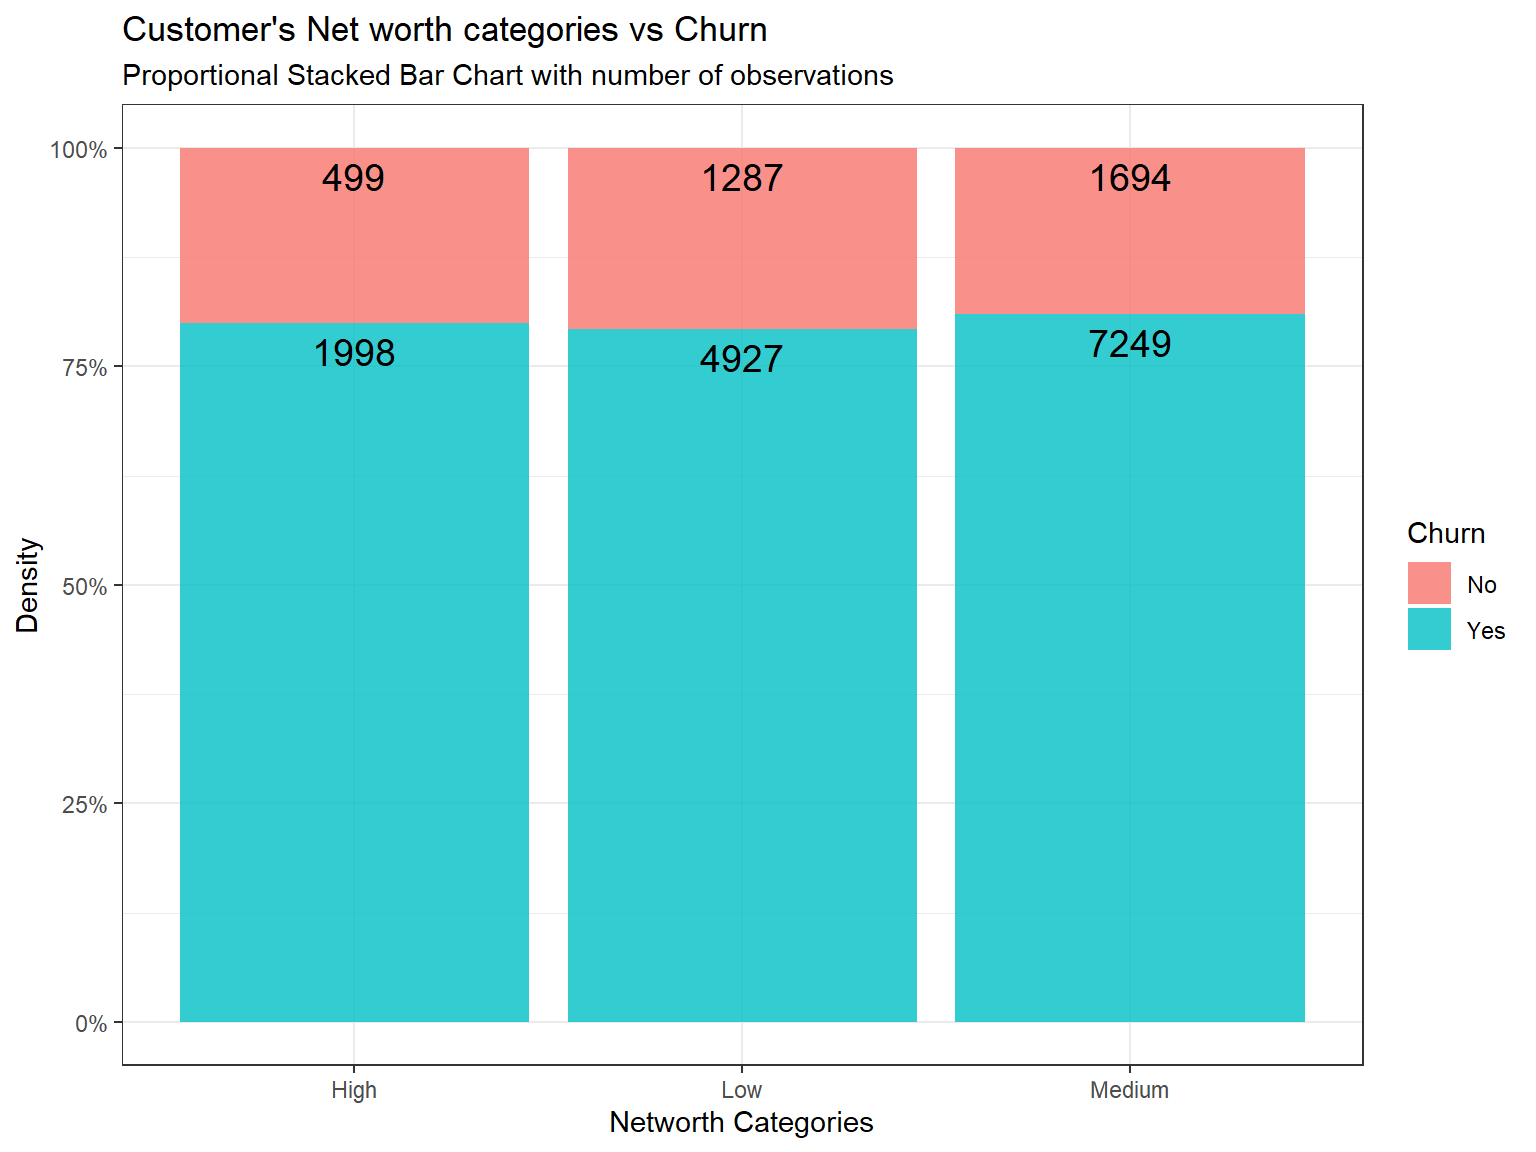 Customer's Net worth categories vs Churn
Proportional Stacked Bar Chart with number of observations
100%
75%
50%
25%
0%
Density
499
1287
1694
1998
4927
7249
High
Low
Medium
Networth Categories
Churn
No
Yes